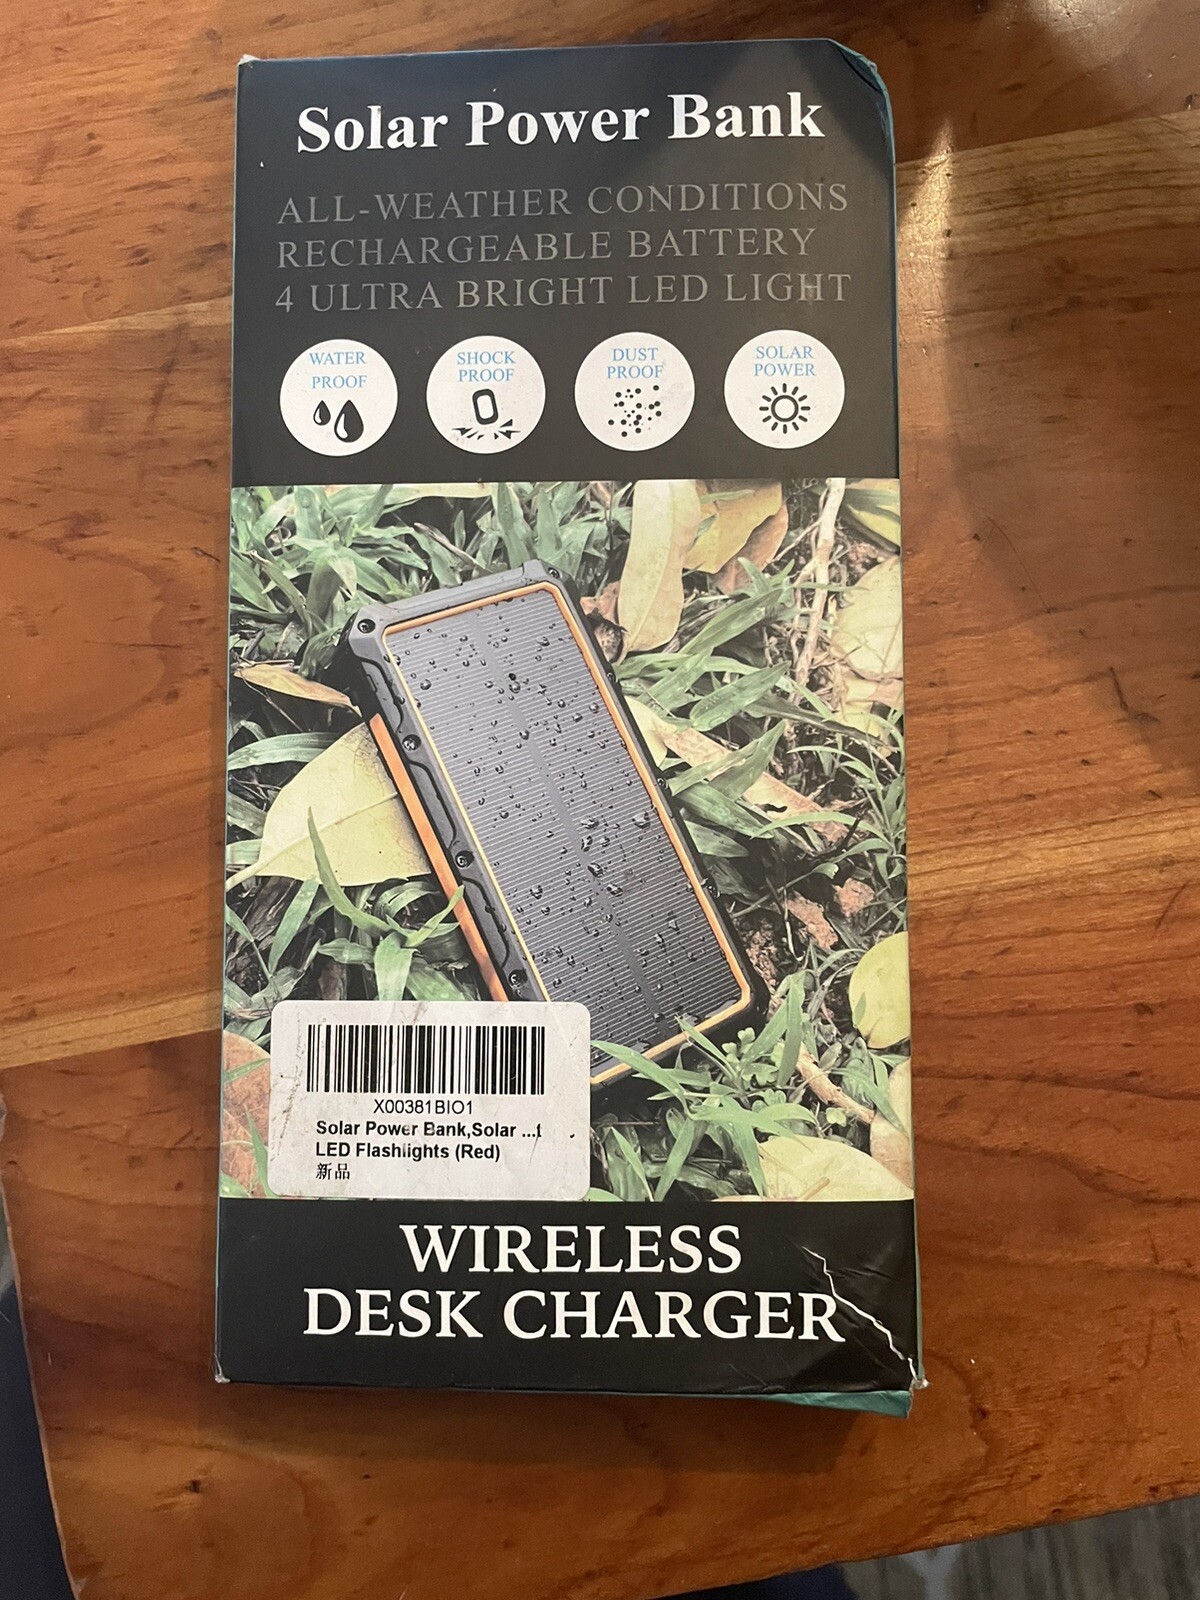 Solar Power Bank
ALL-WEATHER CONDITIONS
RECHARGEABLE BATTERY
4 ULTRA BRIGHT LED LIGHT
WATER
PROOF
SHOCK
PROOF
DUST
PROOF
SOLAR
POWER
X00381BIO1
Solar Power Bank,Solar ...t
LED Flashlights (Red)
新品
WIRELESS
DESK CHARGER